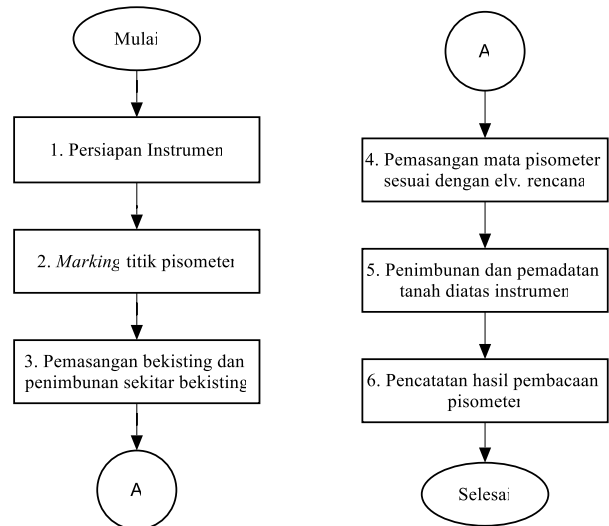 Mulai
1. Persiapan Instrumen
2. Marking titik pisometer
3. Pemasangan bekisting dan
penimbunan sekitar bekisting
A
A
4. Pemasangan mata pisometer
sesuai dengan elv. rencana
5. Penimbunan dan pemadatan
tanah diatas instrumen
6. Pencatatan hasil pembacaan
pisometer
Selesai